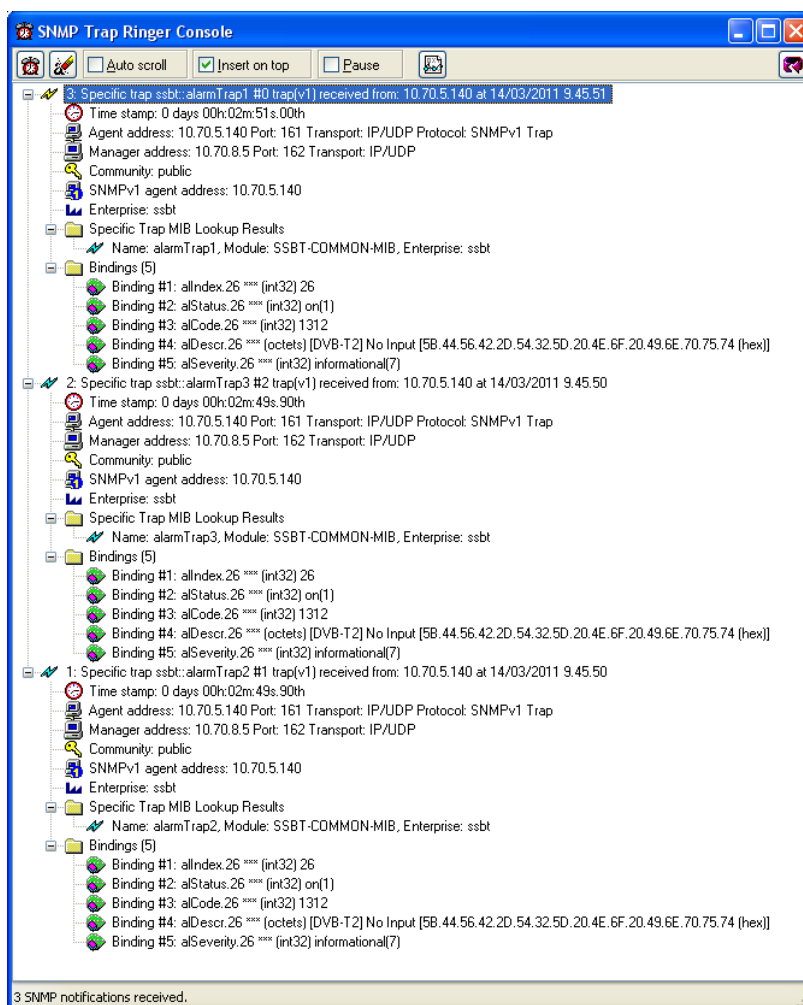 SNMP Trap Ringer Console
Auto scroll Insert on top Pause
3: Specific trap ssbt::alarmTrap1 #0 trap(v1) received from: 10.70.5.140 at 14/03/2011 9.45.51
Time stamp: 0 days 00h:02m:51s.00th
Agent address: 10.70.5.140 Port: 161 Transport: IP/UDP Protocol: SNMPv1 Trap
Manager address: 10.70.8.5 Port: 162 Transport: IP/UDP
Community: public
SNMPv1 agent address: 10.70.5.140
Enterprise: ssbt
Specific Trap MIB Lookup Results
Name: alarmTrap1, Module: SSBT-COMMON-MIB, Enterprise: ssbt
Bindings (5)
Binding #1: alIndex.26 *** (int32) 26
Binding #2: alStatus.26 *** (int32) on(1)
Binding #3: alCode.26 *** (int32) 1312
Binding #4: alDescr.26 *** (octets) [DVB-T2] No Input [5B.44.56.42.2D.54.32.5D.20.4E.6F.20.49.6E.70.75.74 (hex)]
Binding #5: alSeverity.26 *** (int32) informational(7)
2: Specific trap ssbt::alarmTrap3 #2 trap(v1) received from: 10.70.5.140 at 14/03/2011 9.45.50
Time stamp: 0 days 00h:02m:49s.90th
Agent address: 10.70.5.140 Port: 161 Transport: IP/UDP Protocol: SNMPv1 Trap
Manager address: 10.70.8.5 Port: 162 Transport: IP/UDP
Community: public
SNMPv1 agent address: 10.70.5.140
Enterprise: ssbt
Specific Trap MIB Lookup Results
Name: alarmTrap3, Module: SSBT-COMMON-MIB, Enterprise: ssbt
Bindings (5)
Binding #1: alIndex.26 *** (int32) 26
Binding #2: alStatus.26 *** (int32) on(1)
Binding #3: alCode.26 *** (int32) 1312
Binding #4: alDescr.26 *** (octets) [DVB-T2] No Input [5B.44.56.42.2D.54.32.5D.20.4E.6F.20.49.6E.70.75.74 (hex)]
Binding #5: alSeverity.26 *** (int32) informational(7)
1: Specific trap ssbt::alarmTrap2 #1 trap(v1) received from: 10.70.5.140 at 14/03/2011 9.45.50
Time stamp: 0 days 00h:02m:49s.90th
Agent address: 10.70.5.140 Port: 161 Transport: IP/UDP Protocol: SNMPv1 Trap
Manager address: 10.70.8.5 Port: 162 Transport: IP/UDP
Community: public
SNMPv1 agent address: 10.70.5.140
Enterprise: ssbt
Specific Trap MIB Lookup Results
Name: alarmTrap2, Module: SSBT-COMMON-MIB, Enterprise: ssbt
Bindings (5)
Binding #1: alIndex.26 *** (int32) 26
Binding #2: alStatus.26 *** (int32) on(1)
Binding #3: alCode.26 *** (int32) 1312
Binding #4: alDescr.26 *** (octets) [DVB-T2] No Input [5B.44.56.42.2D.54.32.5D.20.4E.6F.20.49.6E.70.75.74 (hex)]
Binding #5: alSeverity.26 *** (int32) informational(7)
3 SNMP notifications received.